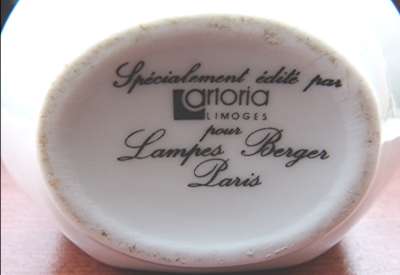 Spécialement édité par
artoria
LIMOGES
pour
Lampes Berger
Paris